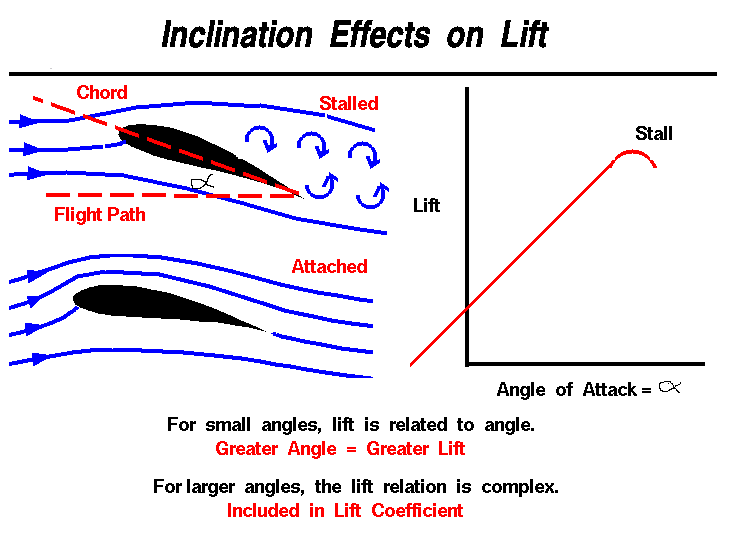 Inclination Effects on Lift
Chord
Stalled
α
Flight Path
Attached
Stall
Lift
Angle of Attack = α
For small angles, lift is related to angle.
Greater Angle = Greater Lift
For larger angles, the lift relation is complex.
Included in Lift Coefficient